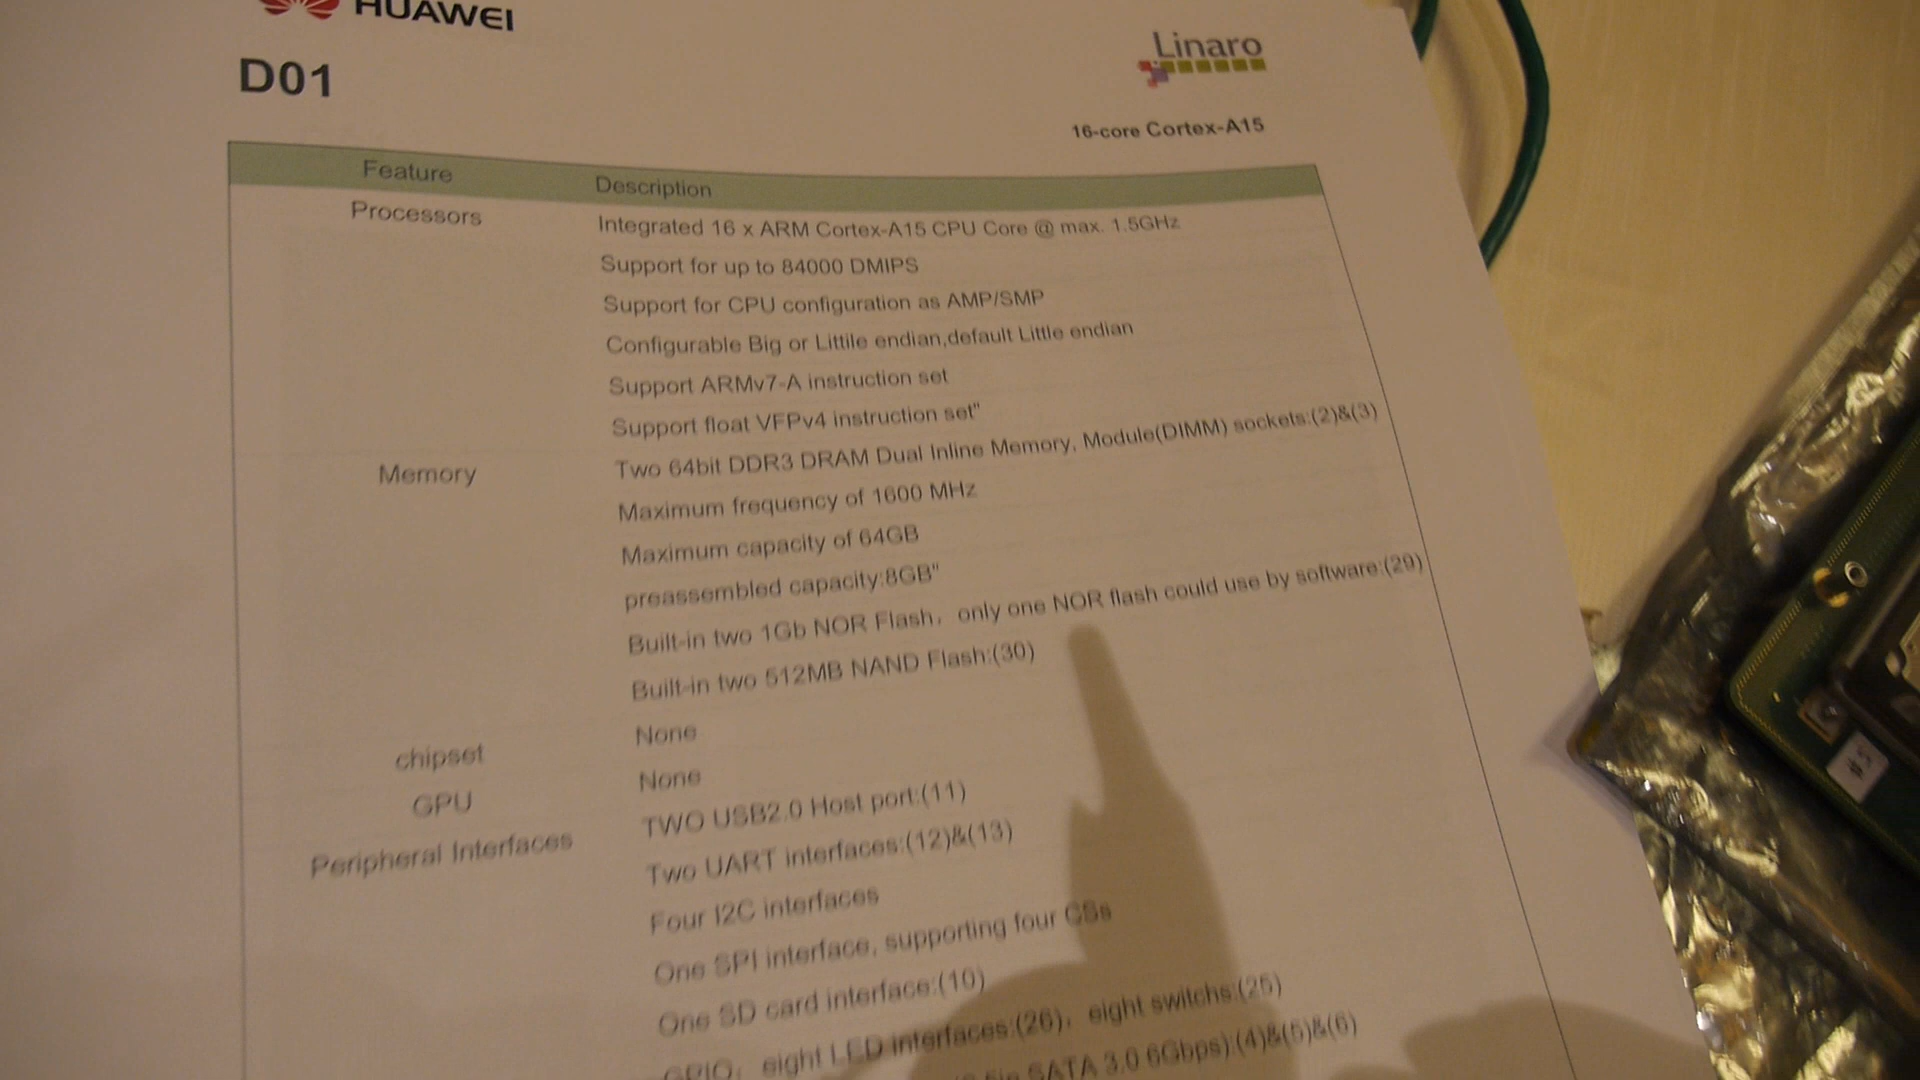 HUAWEI
Linaro
D01
16-core Cortex-A15
Feature Description
Processors Integrated 16 x ARM Cortex-A15 CPU Core @ max. 1.5GHz
Support for up to 84000 DMIPS
Support for CPU configuration as AMP/SMP
Configurable Big or Littile endian,default Little endian
Support ARMv7-A instruction set
Support float VFPv4 instruction set"
Memory Two 64bit DDR3 DRAM Dual Inline Memory, Module(DIMM) sockets:(2)&(3)
Maximum frequency of 1600 MHz
Maximum capacity of 64GB
preassembled capacity:8GB"
Built-in two 1Gb NOR Flash，only one NOR flash could use by software:(29)
Built-in two 512MB NAND Flash:(30)
chipset None
GPU None
Peripheral Interfaces TWO USB2.0 Host port:(11)
Two UART interfaces:(12)&(13)
Four I2C interfaces
One SPI interface, supporting four CSs
One SD card interface:(10)
GPIO，eight LED interfaces:(26)，eight switchs:(25)
SATA 3.0 6Gbps):(4)&(5)&(6)